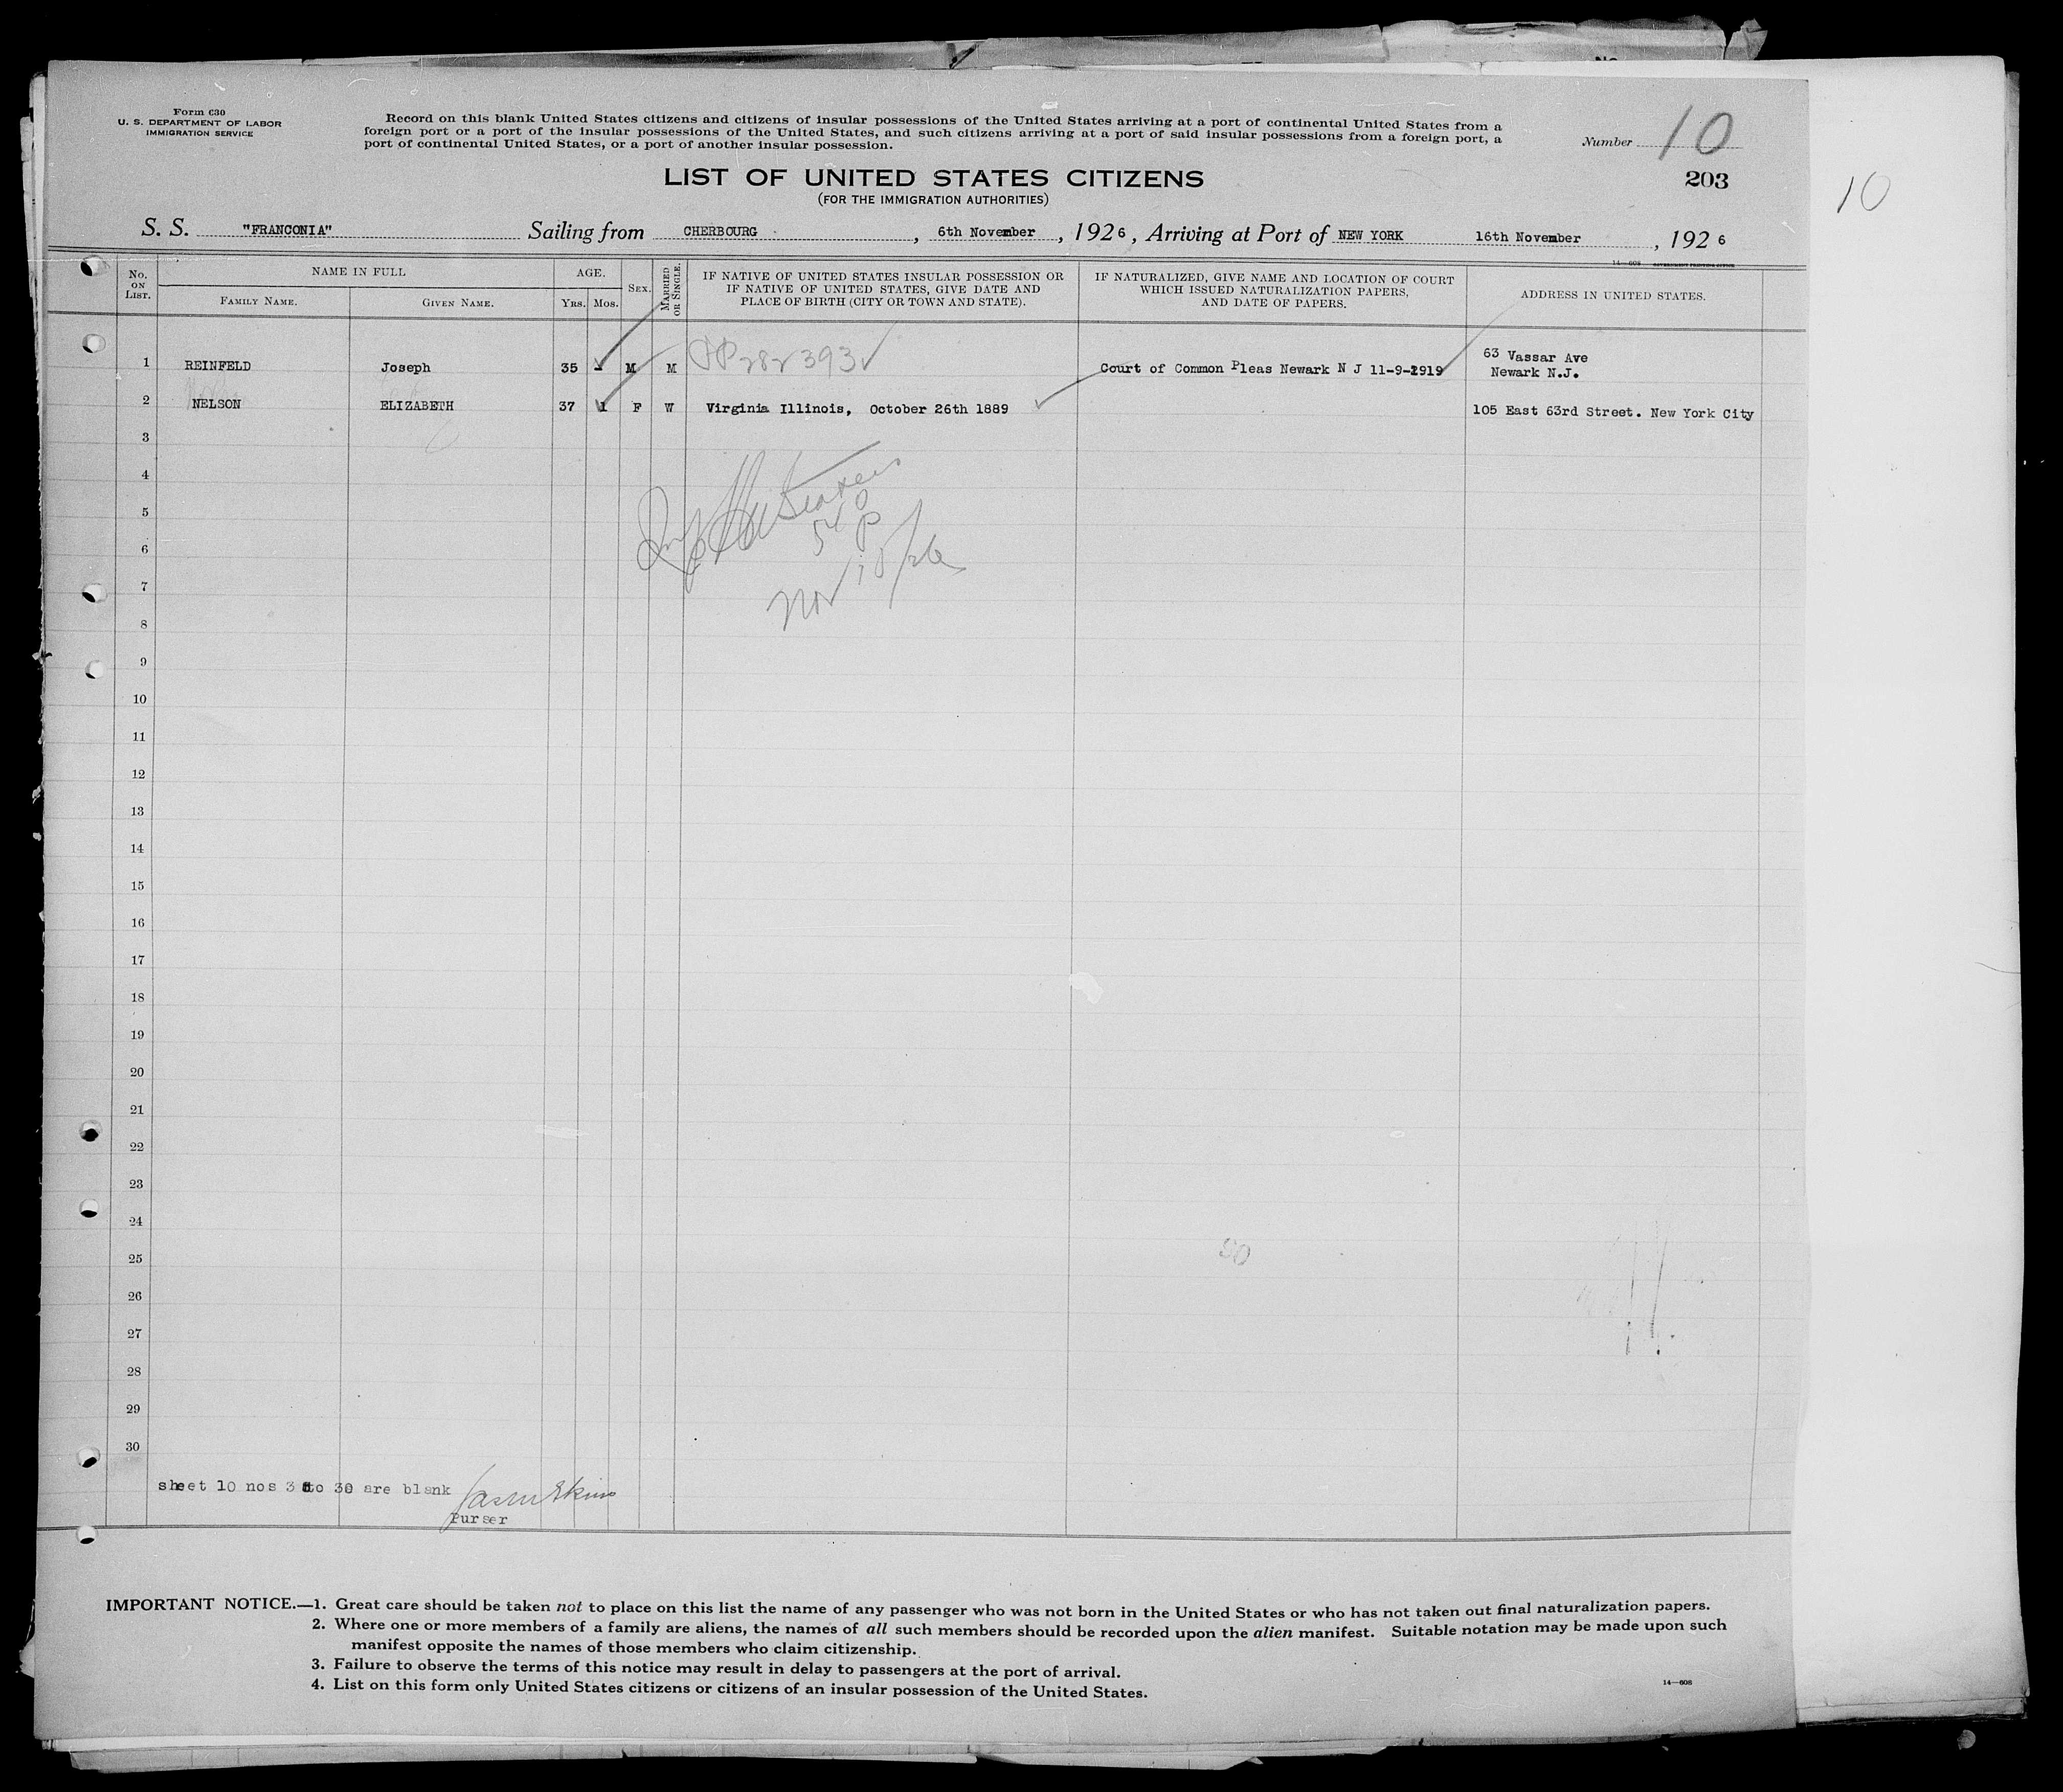 Form 630
U. S. DEPARTMENT OF LABOR
IMMIGRATION SERVICE
Record on this blank United States citizens and citizens of insular possessions of the United States arriving at a port of continental United States from a
foreign port or a port of the insular possessions of the United States, and such citizens arriving at a port of said insular possessions from a foreign port, a
port of continental United States, or a port of another insular possession.
Number 10
203
10
LIST OF UNITED STATES CITIZENS
(FOR THE IMMIGRATION AUTHORITIES)
S. S. "FRANCONIA" Sailing from CHERBOURG, 6th November, 1926, Arriving at Port of NEW YORK 16th November, 1926
14—608 GOVERNMENT PRINTING OFFICE
No. ON LIST. NAME IN FULL FAMILY NAME. GIVEN NAME. AGE. Yrs. Mos. SEX. MARRIED OR SINGLE. IF NATIVE OF UNITED STATES INSULAR POSSESSION OR IF NATIVE OF UNITED STATES, GIVE DATE AND PLACE OF BIRTH (CITY OR TOWN AND STATE). IF NATURALIZED, GIVE NAME AND LOCATION OF COURT WHICH ISSUED NATURALIZATION PAPERS, AND DATE OF PAPERS. ADDRESS IN UNITED STATES.
1 REINFELD Joseph 35 - M M PP282393 Court of Common Pleas Newark N J 11-9-1919 63 Vassar Ave Newark N.J.
2 NELSON ELIZABETH 37 1 F W Virginia Illinois, October 26th 1889 105 East 63rd Street. New York City
3
4
5
6
7
8
9
10
11
12
13
14
15
16
17
18
19
20
21
22
23
24
25
26
27
28
29
30
540
P
Nov 15/26
sheet 10 nos 3 to 30 are blank
Purser
IMPORTANT NOTICE.—1. Great care should be taken not to place on this list the name of any passenger who was not born in the United States or who has not taken out final naturalization papers.
2. Where one or more members of a family are aliens, the names of all such members should be recorded upon the alien manifest. Suitable notation may be made upon such
manifest opposite the names of those members who claim citizenship.
3. Failure to observe the terms of this notice may result in delay to passengers at the port of arrival.
4. List on this form only United States citizens or citizens of an insular possession of the United States.
14—608